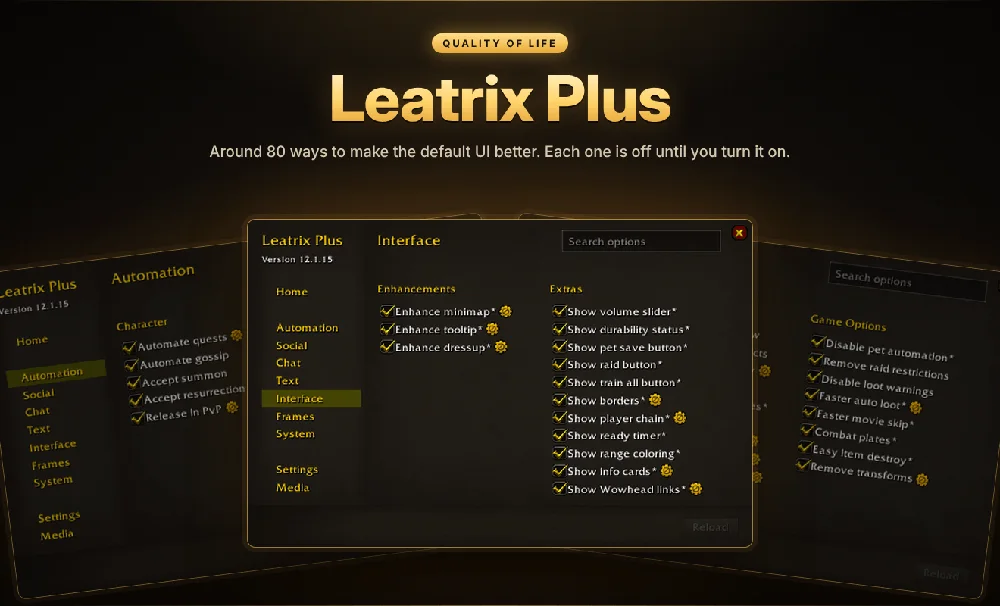 QUALITY OF LIFE
Leatrix Plus
Around 80 ways to make the default UI better. Each one is off until you turn it on.
Leatrix Plus
Version 12.1.15
Home
Automation
Social
Chat
Text
Interface
Frames
System
Settings
Media
Automation
Character
Automate quests
Automate gossip
Accept summon
Accept resurrection
Release in PvP
Leatrix Plus
Version 12.1.15
Home
Automation
Social
Chat
Text
Interface
Frames
System
Settings
Media
Interface
Search options
Enhancements
Enhance minimap*
Enhance tooltip*
Enhance dressup*
Extras
Show volume slider*
Show durability status*
Show pet save button*
Show raid button*
Show train all button*
Show borders*
Show player chain*
Show ready timer*
Show range coloring*
Show info cards*
Show Wowhead links*
Reload
Search options
Game Options
Disable pet automation*
Remove raid restrictions
Disable loot warnings
Faster auto loot*
Faster movie skip*
Combat plates*
Easy item destroy*
Remove transforms
Reload